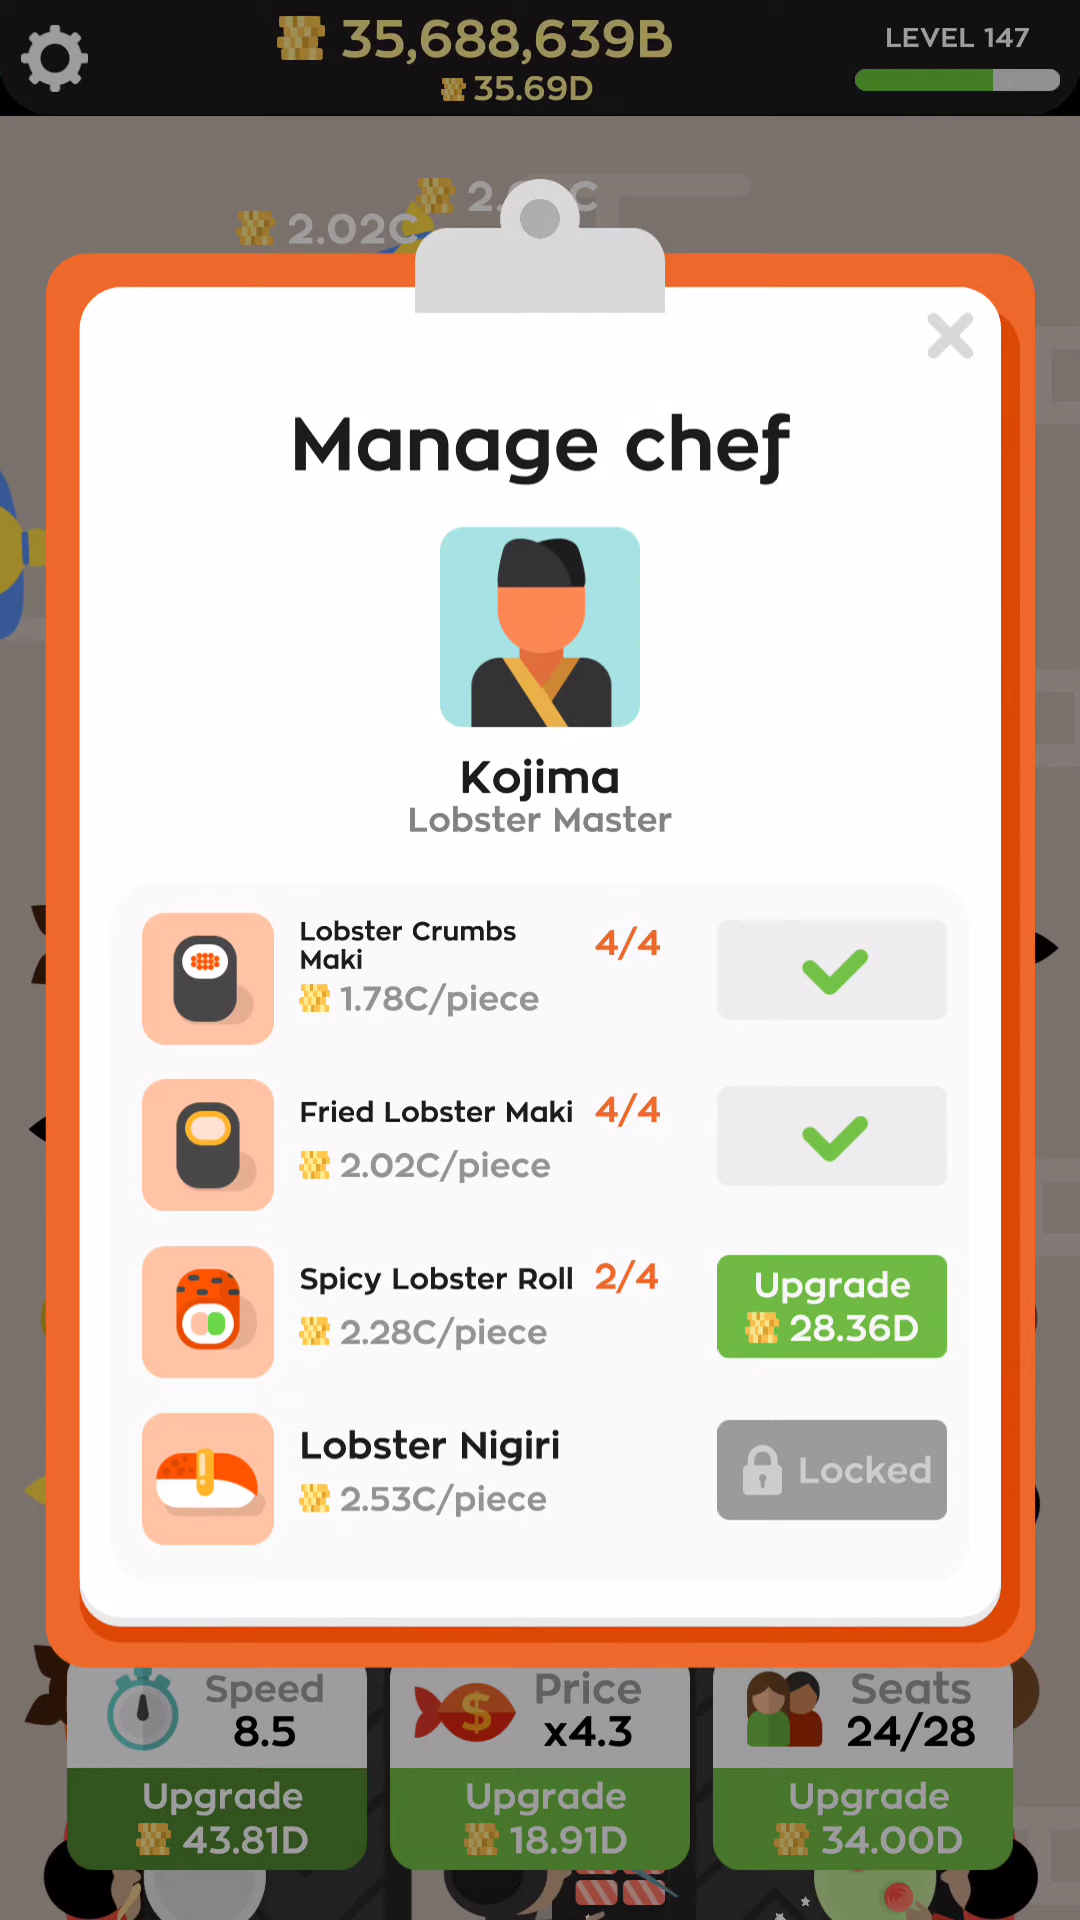 35,688,639B
35.69D
LEVEL 147
2.02C
Manage chef
Kojima
Lobster Master
Lobster Crumbs
Maki
4/4
1.78C/piece
Fried Lobster Maki 4/4
2.02C/piece
Spicy Lobster Roll 2/4
2.28C/piece
Upgrade
28.36D
Lobster Nigiri
2.53C/piece
Locked
Speed
8.5
Upgrade
43.81D
Price
x4.3
Upgrade
18.91D
Seats
24/28
Upgrade
34.00D